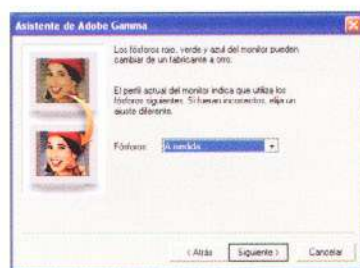 Asistente de Adobe Gamma
Los fósforos rojo, verde y azul del monitor pueden
cambiar de un fabricante a otro.
El perfil actual del monitor indica que utiliza los
fósforos siguientes. Si fueran incorrectos, elija un
ajuste diferente.
Fósforos: A medida
< Atrás Siguiente > Cancelar